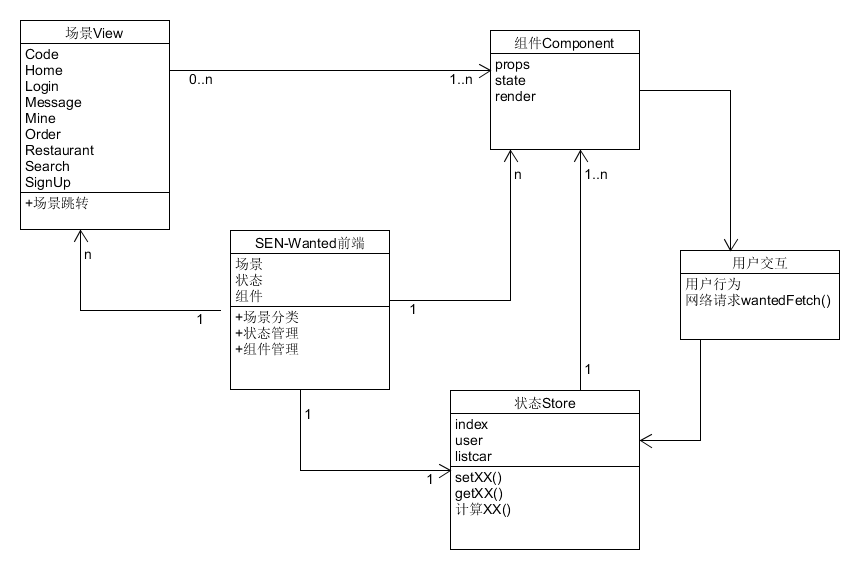 场景View
Code
Home
Login
Message
Mine
Order
Restaurant
Search
SignUp
+场景跳转
0..n
1..n
组件Component
props
state
render
n
1..n
n
1
SEN-Wanted前端
场景
状态
组件
+场景分类
+状态管理
+组件管理
1
1
1
1
用户交互
用户行为
网络请求wantedFetch()
状态Store
index
user
listcar
setXX()
getXX()
计算XX()